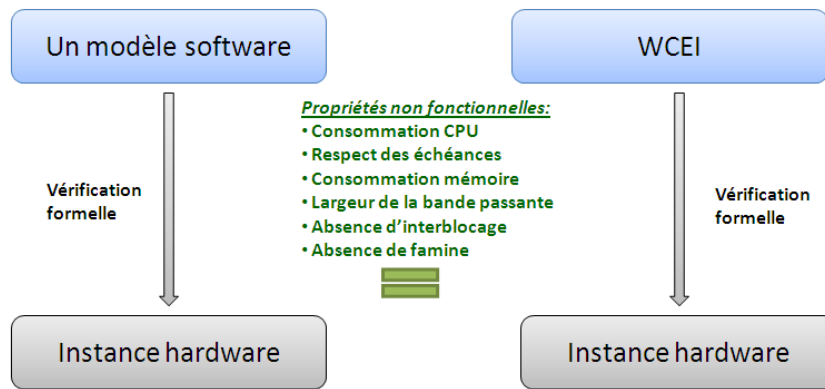 Un modèle software
WCEI
Propriétés non fonctionnelles:
• Consommation CPU
• Respect des échéances
• Consommation mémoire
• Largeur de la bande passante
• Absence d'interblocage
• Absence de famine
Vérification
formelle
Vérification
formelle
Instance hardware
Instance hardware